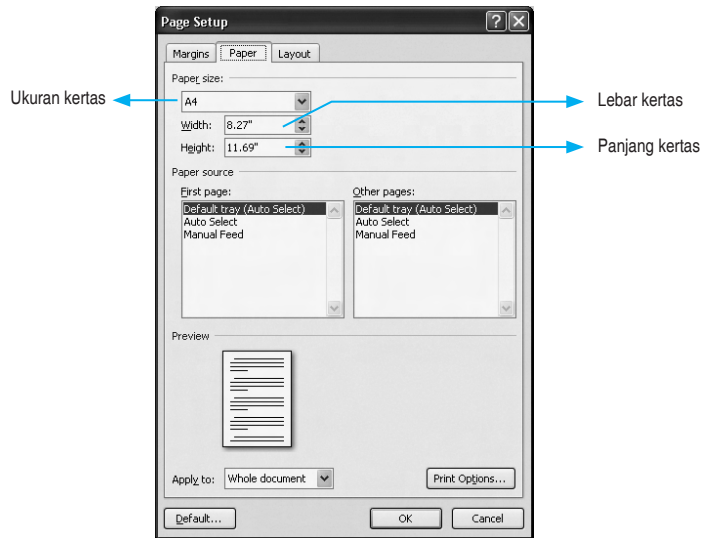 Page Setup
Margins Paper Layout
Paper size:
Ukuran kertas
A4
Lebar kertas
Width: 8.27"
Height: 11.69"
Panjang kertas
Paper source
First page:
Default tray (Auto Select)
Auto Select
Manual Feed
Other pages:
Default tray (Auto Select)
Auto Select
Manual Feed
Preview
Apply to: Whole document
Print Options...
Default...
OK
Cancel